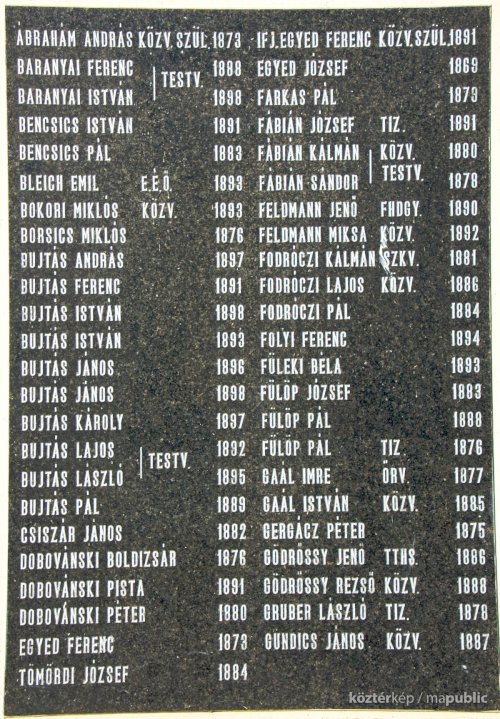 ÁBRAHÁM ANDRÁS KÖZV. SZÜL. 1873
BARANYAI FERENC 1888
TESTV.
BARANYAI ISTVÁN 1898
BENCSICS ISTVÁN 1891
BENCSICS PÁL 1883
BLEICH EMIL E.É.Ö. 1893
BOKORI MIKLÓS KÖZV. 1893
BORSICS MIKLÓS 1876
BUJTÁS ANDRÁS 1897
BUJTÁS FERENC 1891
BUJTÁS ISTVÁN 1898
BUJTÁS ISTVÁN 1893
BUJTÁS JÁNOS 1896
BUJTÁS JÁNOS 1898
BUJTÁS KÁROLY 1897
BUJTÁS LAJOS 1892
TESTV.
BUJTÁS LÁSZLÓ 1895
BUJTÁS PÁL 1889
CSISZÁR JÁNOS 1882
DOBOVÁNSKI BOLDIZSÁR 1876
DOBOVÁNSKI PISTA 1891
DOBOVÁNSKI PÉTER 1880
EGYED FERENC 1873
TÖMÖRDI JÓZSEF 1884
IFJ. EGYED FERENC KÖZV. SZÜL. 1891
EGYED JÓZSEF 1869
FARKAS PÁL 1879
FÁBIÁN JÓZSEF TIZ. 1891
FÁBIÁN KÁLMÁN KÖZV. 1880
TESTV.
FÁBIÁN SÁNDOR 1878
FELDMANN JENŐ FHDGY. 1890
FELDMANN MIKSA KÖZV. 1892
FODRÓCZI KÁLMÁN SZKV. 1881
FODRÓCZI LAJOS KÖZV. 1886
FODRÓCZI PÁL 1884
FOLYI FERENC 1894
FÜLEKI BÉLA 1893
FÜLÖP JÓZSEF 1883
FÜLÖP PÁL 1888
FÜLÖP PÁL TIZ. 1876
GAÁL IMRE ŐRV. 1877
GAÁL ISTVÁN KÖZV. 1885
GERGÁCZ PÉTER 1875
GÖDRÖSSY JENŐ TTHS. 1886
GÖDRÖSSY REZSŐ KÖZV. 1888
GRUBER LÁSZLÓ TIZ. 1878
GUNDICS JÁNOS KÖZV. 1887
köztérkép / mapublic